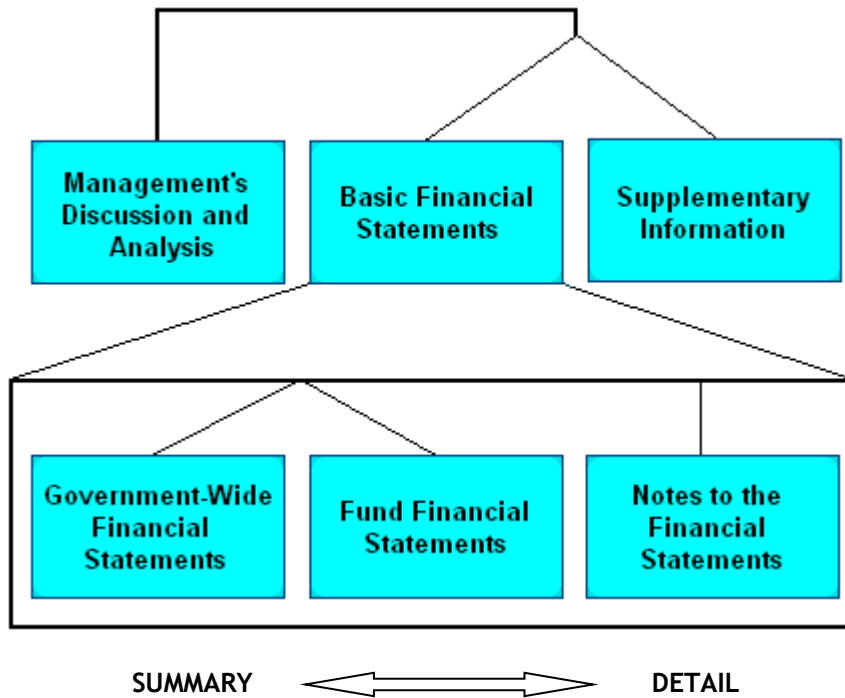 Management's
Discussion and
Analysis
Basic Financial
Statements
Supplementary
Information
Government-Wide
Financial
Statements
Fund Financial
Statements
Notes to the
Financial
Statements
SUMMARY
DETAIL